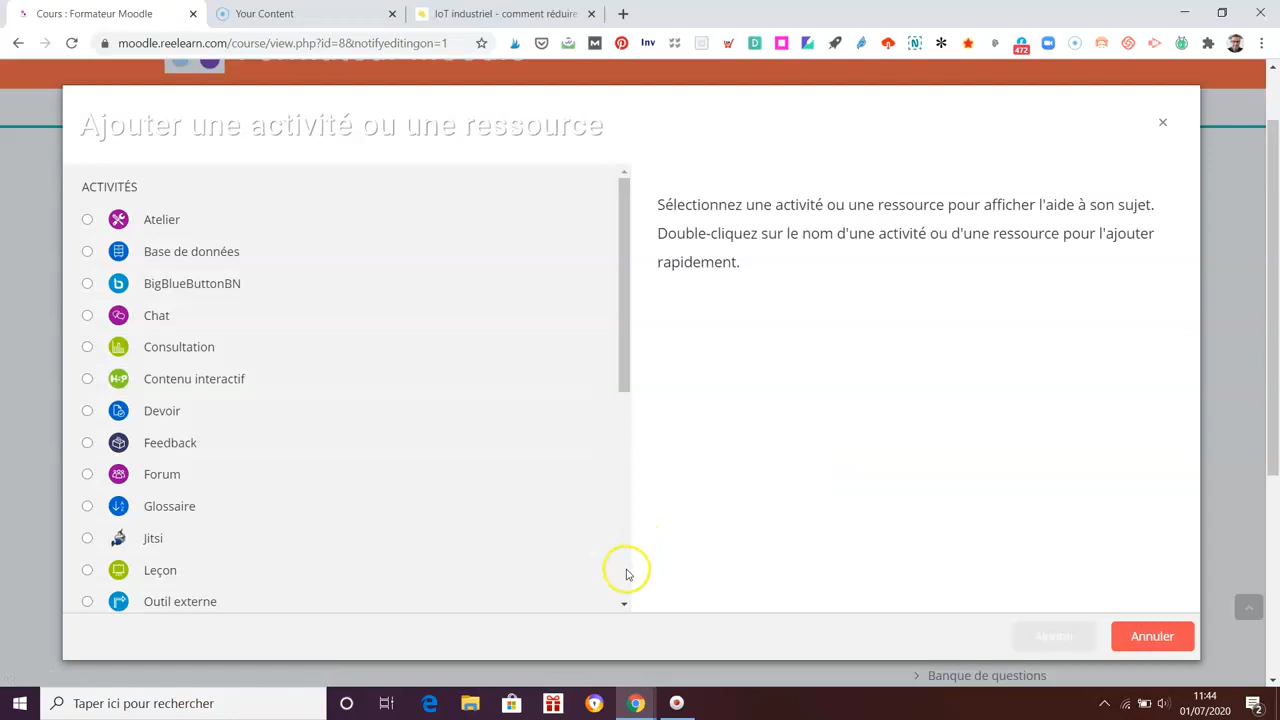 Cours : Formateur Moodle
Your Content
IoT industriel - comment réduire
moodle.reelearn.com/course/view.php?id=8&notifyeditingon=1
Inv
472
Ajouter une activité ou une ressource
ACTIVITÉS
Atelier
Base de données
BigBlueButtonBN
Chat
Consultation
Contenu interactif
Devoir
Feedback
Forum
Glossaire
Jitsi
Leçon
Outil externe
Sélectionnez une activité ou une ressource pour afficher l'aide à son sujet.
Double-cliquez sur le nom d'une activité ou d'une ressource pour l'ajouter
rapidement.
Ajouter
Annuler
Banque de questions
Taper ici pour rechercher
11:44
01/07/2020
2